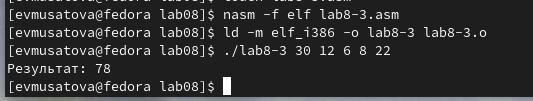 [evmusatova@fedora lab08]$ nasm -f elf lab8-3.asm
[evmusatova@fedora lab08]$ ld -m elf_i386 -o lab8-3 lab8-3.o
[evmusatova@fedora lab08]$ ./lab8-3 30 12 6 8 22
Результат: 78
[evmusatova@fedora lab08]$